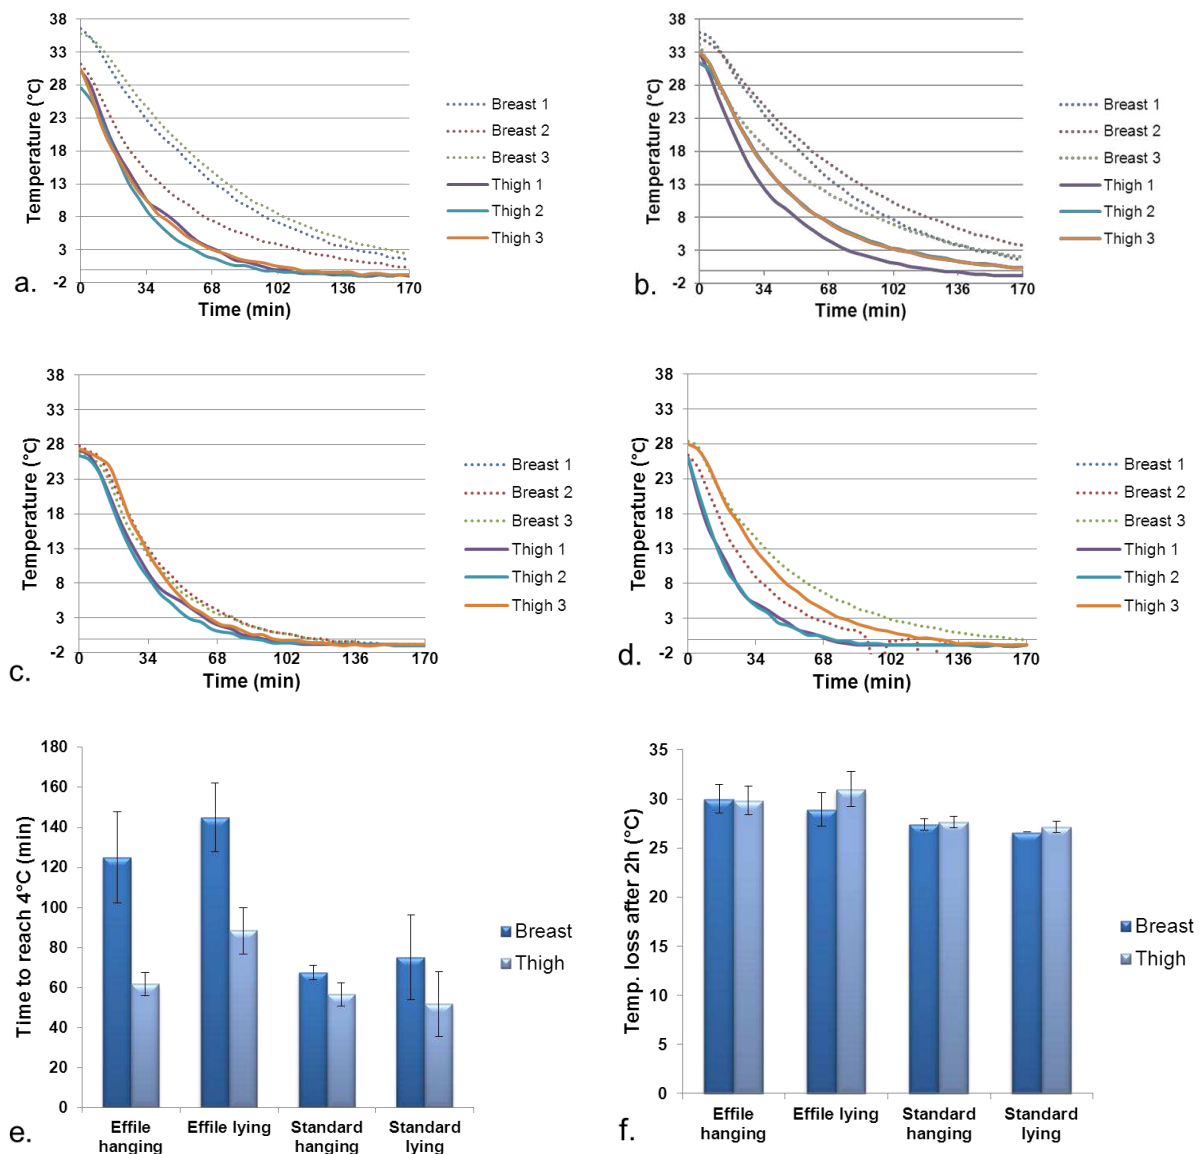 38
33
28
23
18
13
8
3
-2
Temperature (°C)
0 34 68 102 136 170
Time (min)
Breast 1
Breast 2
Breast 3
Thigh 1
Thigh 2
Thigh 3
a.
38
33
28
23
18
13
8
3
-2
Temperature (°C)
0 34 68 102 136 170
Time (min)
Breast 1
Breast 2
Breast 3
Thigh 1
Thigh 2
Thigh 3
b.
38
33
28
23
18
13
8
3
-2
Temperature (°C)
0 34 68 102 136 170
Time (min)
Breast 1
Breast 2
Breast 3
Thigh 1
Thigh 2
Thigh 3
c.
38
33
28
23
18
13
8
3
-2
Temperature (°C)
0 34 68 102 136 170
Time (min)
Breast 1
Breast 2
Breast 3
Thigh 1
Thigh 2
Thigh 3
d.
180
160
140
120
100
80
60
40
20
0
Time to reach 4°C (min)
Effile hanging
Effile lying
Standard hanging
Standard lying
Breast
Thigh
e.
35
30
25
20
15
10
5
0
Temp. loss after 2h (°C)
Effile hanging
Effile lying
Standard hanging
Standard lying
Breast
Thigh
f.